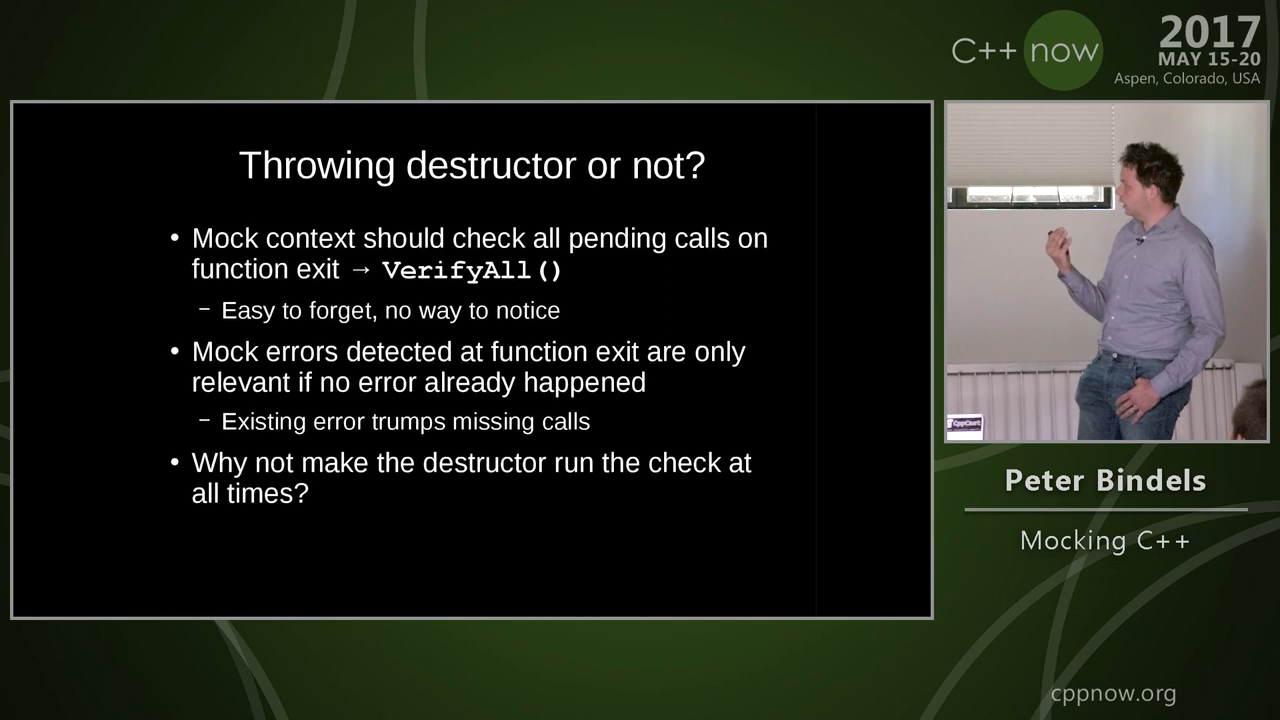 C++ now
2017
MAY 15-20
Aspen, Colorado, USA
Throwing destructor or not?
• Mock context should check all pending calls on
function exit → VerifyAll()
– Easy to forget, no way to notice
• Mock errors detected at function exit are only
relevant if no error already happened
– Existing error trumps missing calls
• Why not make the destructor run the check at
all times?
CppCast
Peter Bindels
Mocking C++
cppnow.org